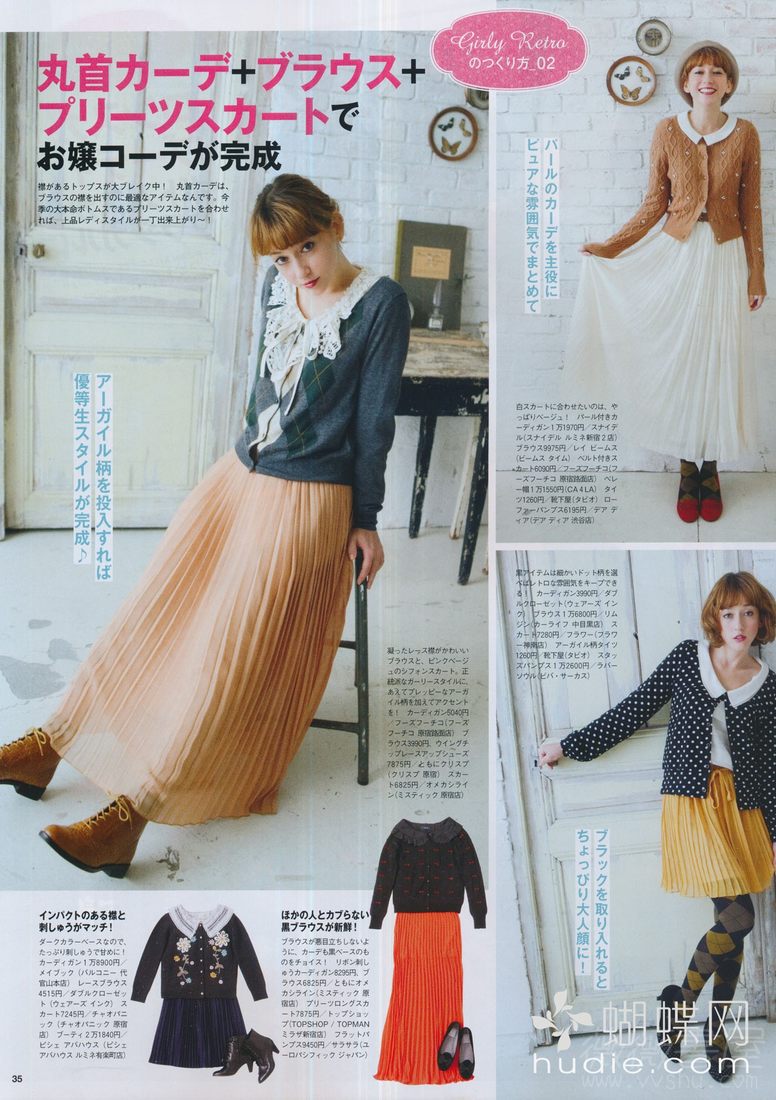 Girly Retro
のつくり方_02
丸首カーデ+ブラウス+
プリーツスカートで
お嬢コーデが完成
襟があるトップスが大ブレイク中！　丸首カーデは、
ブラウスの襟を出すのに最適なアイテムなんです。今
季の大本命ボトムスであるプリーツスカートを合わせ
れば、上品レディスタイルが一丁出来上がり〜！
アーガイル柄を投入すれば
優等生スタイルが完成♪
凝ったレース襟がかわいい
ブラウスと、ピンクベージ
ュのシフォンスカート。正
統派なガーリースタイルに、
あえてプレッピーなアーガ
イル柄を加えてアクセント
を！　カーディガン5040円
／フーズフーチコ(フーズ
フーチコ 原宿路面店)　ブ
ラウス3990円、ウイングチ
ップレースアップシューズ
7875円／ともにクリスプ
(クリスプ 原宿)　スカー
ト6825円／オメカシライ
ン(ミスティック 原宿店)
パールのカーデを主役に
ピュアな雰囲気でまとめて
白スカートに合わせたいのは、や
っぱりベージュ！　パール付きカ
ーディガン1万1970円／スナイデ
ル(スナイデル ルミネ新宿2店)
ブラウス9975円／レイ ビームス
(ビームス タイム)　ベルト付きス
カート6090円／フーズフーチコ(フ
ーズフーチコ 原宿路面店)　ベレ
ー帽1万1550円(CA4LA)　タイ
ツ1260円／靴下屋(タビオ)　ロー
ファーパンプス6195円／デア デ
ィア(デア ディア 渋谷店)
黒アイテムは細かいドット柄を選
べばレトロな雰囲気をキープでき
る！　カーディガン3990円／ダブ
ルクローゼット(ウェアーズ インク)
ブラウス1万6800円／リム
ジン(カーライフ 中目黒店)　ス
カート7280円／フラワー(フラワ
ー神南店)　アーガイル柄タイツ
1260円／靴下屋(タビオ)　スタッ
ズパンプス1万2600円／ラバー
ソウル(ビバ・サーカス)
ブラックを取り入れると
ちょっぴり大人顔に！
インパクトのある襟と
刺しゅうがマッチ！
ダークカラーベースなので、
たっぷり刺しゅうで甘めに！
カーディガン1万8900円／
メイブック(バルコニー 代
官山本店)　レースブラウス
4515円／ダブルクローゼ
ット(ウェアーズ インク)　ス
カート7245円／チャオパニ
ック(チャオパニック 原宿
店)　ブーティ2万1840円／
ビシェ アバハウス(ビシェ
アバハウス ルミネ有楽町店)
ほかの人とカブらない
黒ブラウスが新鮮！
ブラウスが悪目立ちしないよ
うに、カーデも黒ベースのも
のをチョイス！　リボン刺し
ゅうカーディガン8295円、ブ
ラウス6825円／ともにオメ
カシライン(ミスティック 原
宿店)　プリーツロングスカ
ート7875円／トップショッ
プ(TOPSHOP / TOPMAN
ミラザ新宿店)　フラットパ
ンプス9450円／サラサラ(ユ
ーロパシフィック ジャパン)
35
蝴蝶网
hudie.com